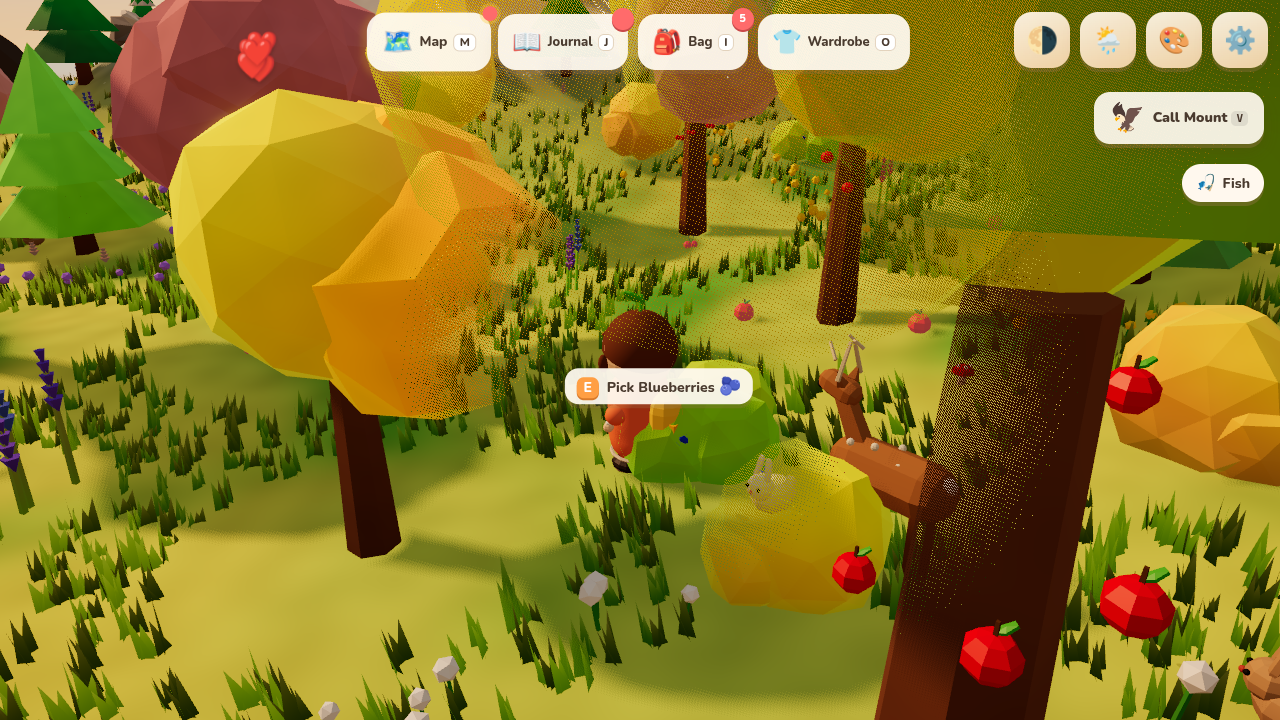 Map M
Journal J
Bag I
5
Wardrobe O
Call Mount V
Fish
E Pick Blueberries